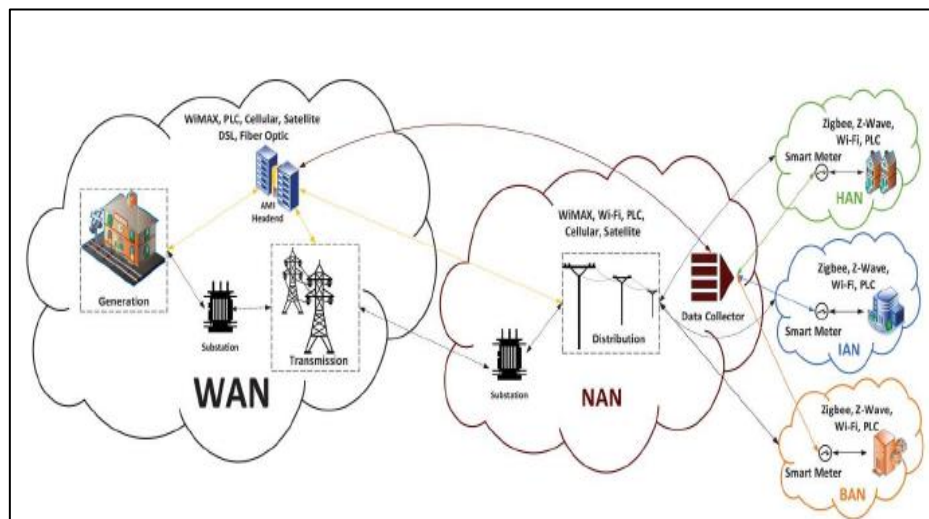 WiMAX, PLC, Cellular, Satellite
DSL, Fiber Optic
AMI
Headend
Generation
Substation
Transmission
WAN
WiMAX, Wi-Fi, PLC,
Cellular, Satellite
Distribution
Data Collector
Substation
NAN
Zigbee, Z-Wave,
Wi-Fi, PLC
Smart Meter
HAN
Zigbee, Z-Wave,
Wi-Fi, PLC
Smart Meter
IAN
Zigbee, Z-Wave,
Wi-Fi, PLC
Smart Meter
BAN